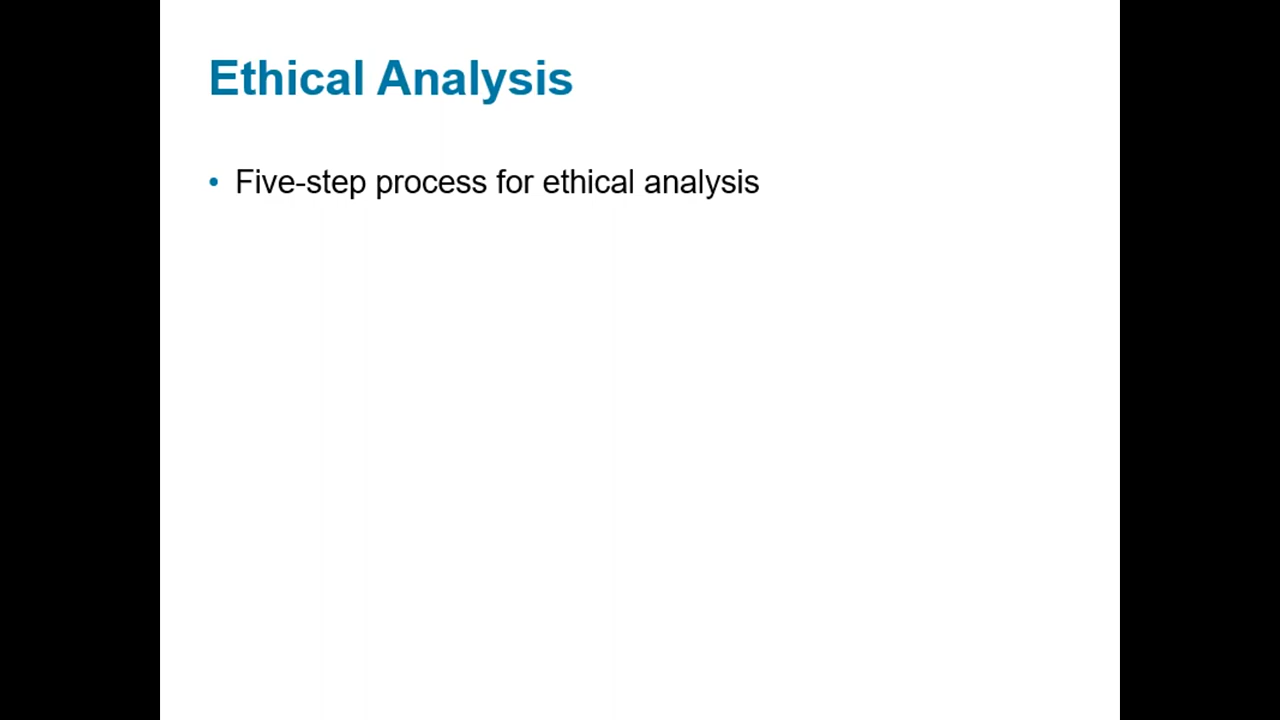 Ethical Analysis
• Five-step process for ethical analysis